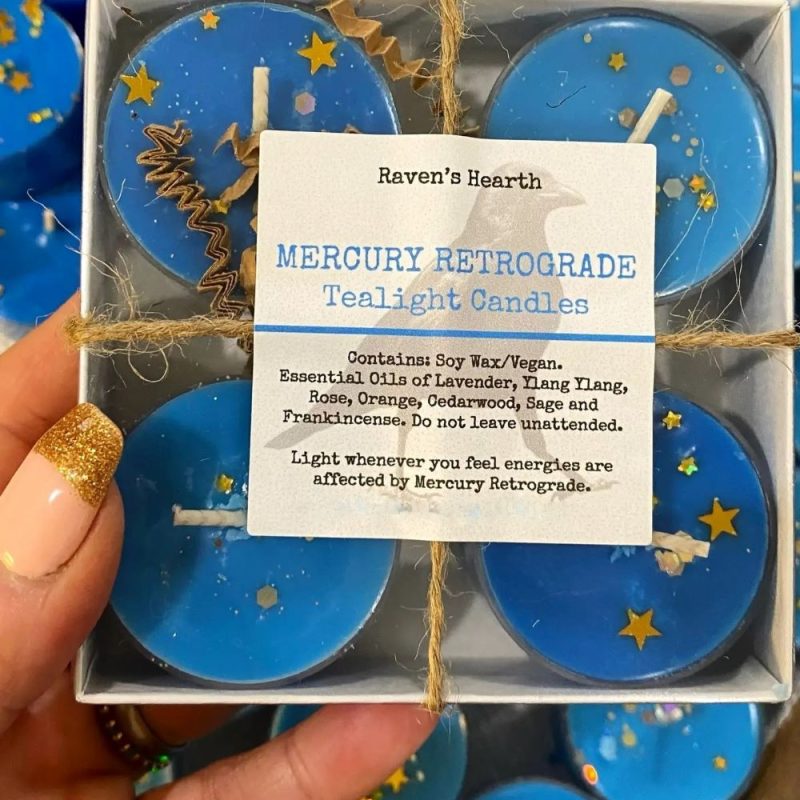 Raven's Hearth
MERCURY RETROGRADE
Tealight Candles
Contains: Soy Wax/Vegan.
Essential Oils of Lavender, Ylang Ylang,
Rose, Orange, Cedarwood, Sage and
Frankincense. Do not leave unattended.
Light whenever you feel energies are
affected by Mercury Retrograde.